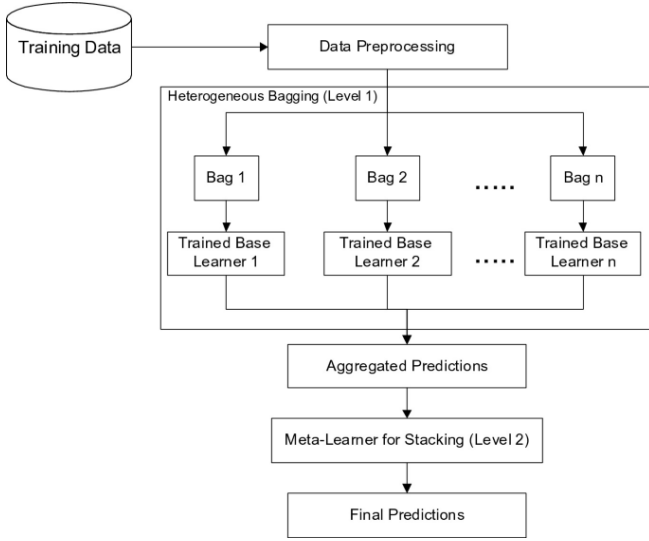 Training Data
Data Preprocessing
Heterogeneous Bagging (Level 1)
Bag 1
Bag 2
.....
Bag n
Trained Base
Learner 1
Trained Base
Learner 2
.....
Trained Base
Learner n
Aggregated Predictions
Meta-Learner for Stacking (Level 2)
Final Predictions